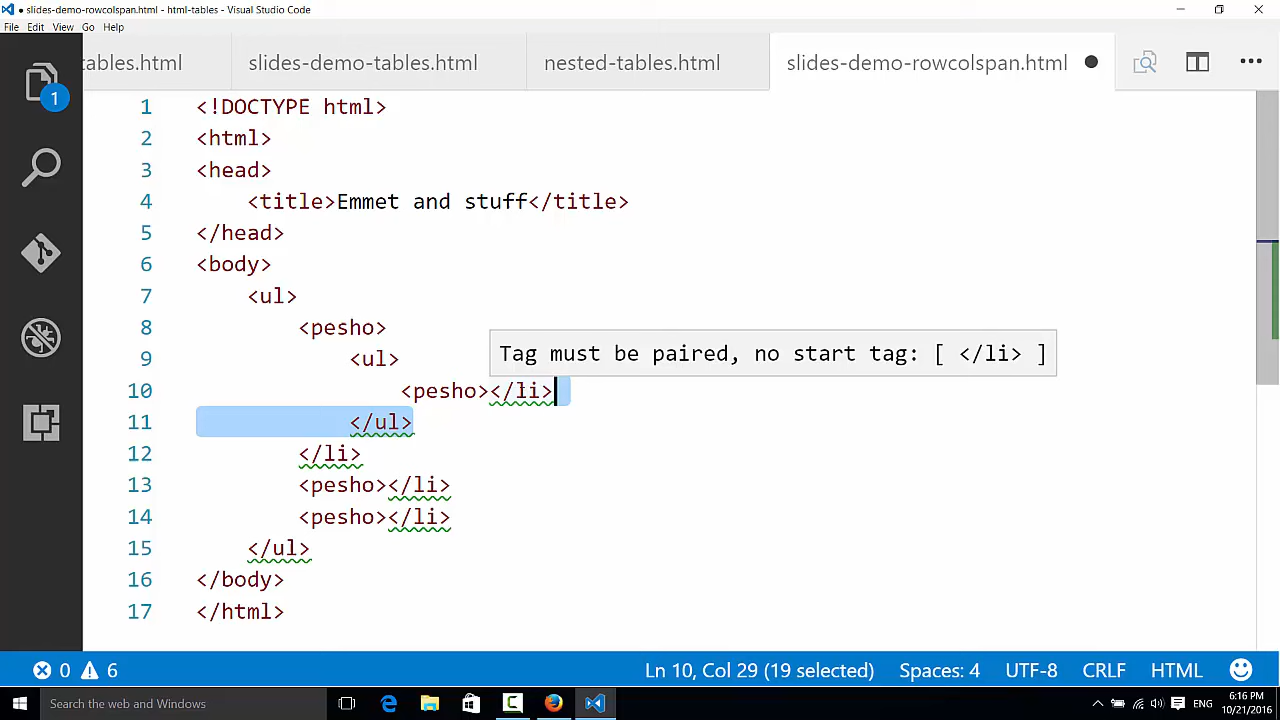 ● slides-demo-rowcolspan.html - html-tables - Visual Studio Code
File Edit View Go Help
tables.html slides-demo-tables.html nested-tables.html slides-demo-rowcolspan.html
1
1 <!DOCTYPE html>
2 <html>
3 <head>
4 <title>Emmet and stuff</title>
5 </head>
6 <body>
7 <ul>
8 <pesho>
Tag must be paired, no start tag: [ </li> ]
9 <ul>
10 <pesho></li>
11 </ul>
12 </li>
13 <pesho></li>
14 <pesho></li>
15 </ul>
16 </body>
17 </html>
0 6 Ln 10, Col 29 (19 selected) Spaces: 4 UTF-8 CRLF HTML
Search the web and Windows
ENG 6:16 PM
10/21/2016